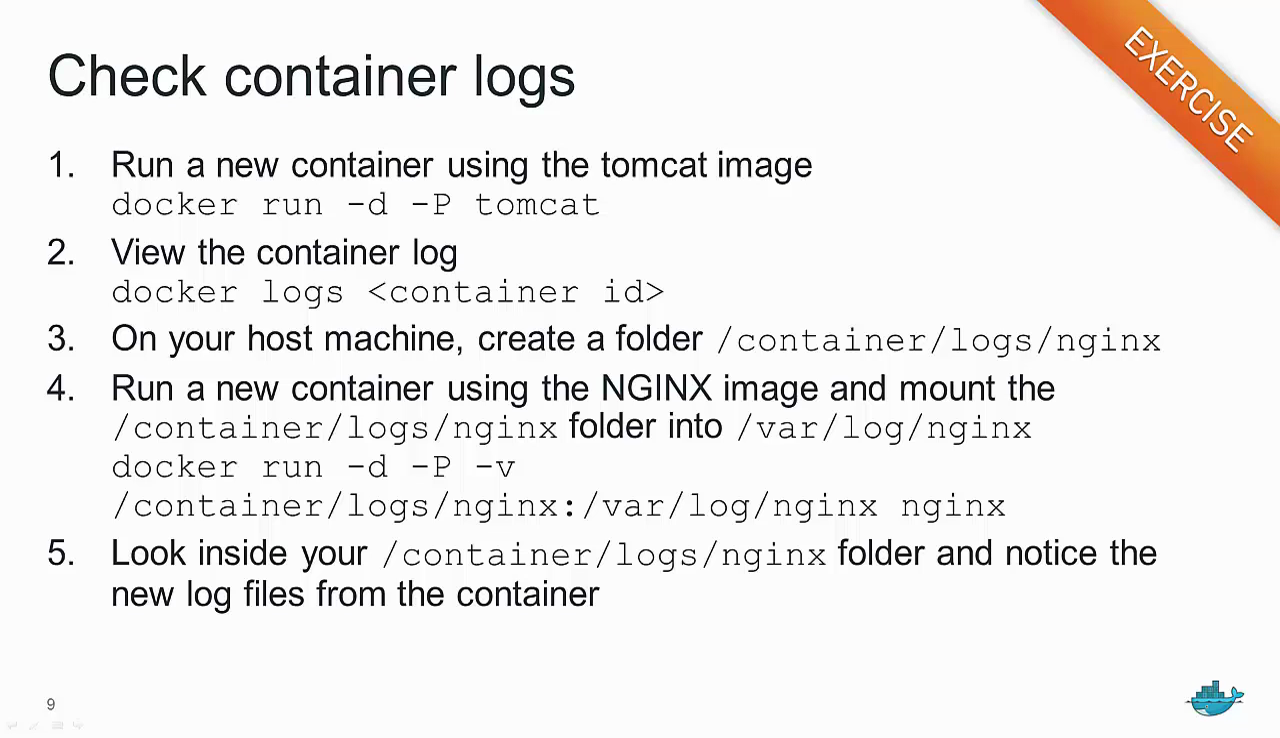 Check container logs
EXERCISE
1. Run a new container using the tomcat image
docker run -d -P tomcat
2. View the container log
docker logs <container id>
3. On your host machine, create a folder /container/logs/nginx
4. Run a new container using the NGINX image and mount the
/container/logs/nginx folder into /var/log/nginx
docker run -d -P -v
/container/logs/nginx:/var/log/nginx nginx
5. Look inside your /container/logs/nginx folder and notice the
new log files from the container
9